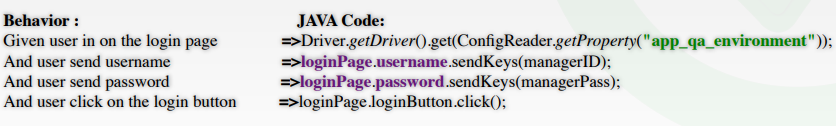 Behavior : JAVA Code:
Given user in on the login page =>Driver.getDriver().get(ConfigReader.getProperty("app_qa_environment"));
And user send username =>loginPage.username.sendKeys(managerID);
And user send password =>loginPage.password.sendKeys(managerPass);
And user click on the login button =>loginPage.loginButton.click();